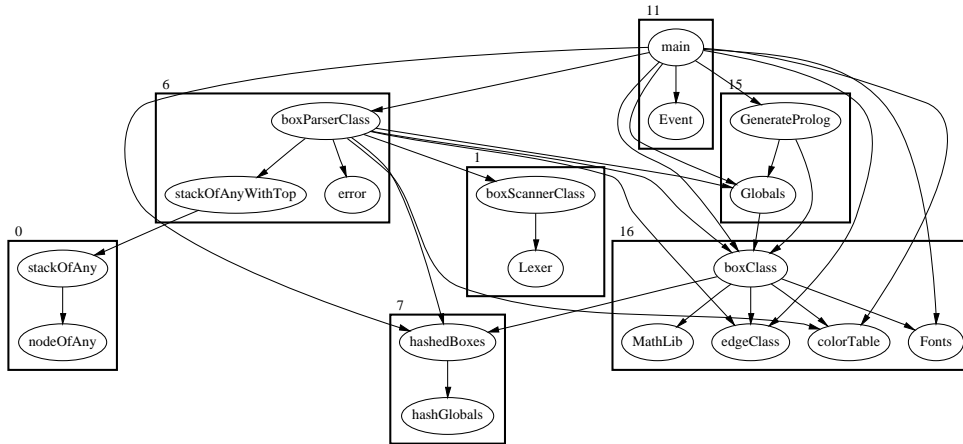 11
main
6
15
boxParserClass
Event
GenerateProlog
1
stackOfAnyWithTop
error
boxScannerClass
Globals
0
16
stackOfAny
Lexer
boxClass
7
nodeOfAny
hashedBoxes
MathLib
edgeClass
colorTable
Fonts
hashGlobals